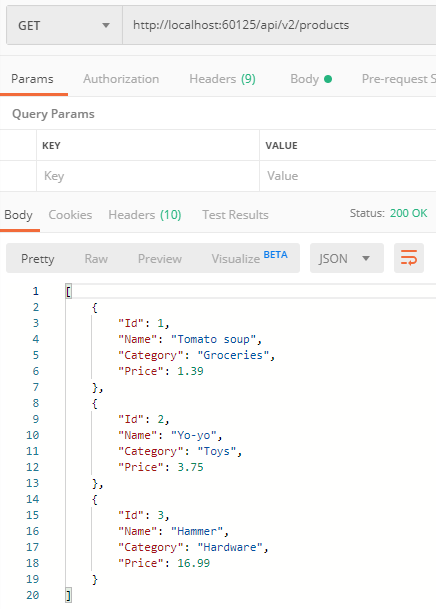 GET http://localhost:60125/api/v2/products
Params Authorization Headers (9) Body Pre-request S
Query Params
KEY VALUE
Key Value
Body Cookies Headers (10) Test Results Status: 200 OK
Pretty Raw Preview Visualize BETA JSON
1 [
2 {
3 "Id": 1,
4 "Name": "Tomato soup",
5 "Category": "Groceries",
6 "Price": 1.39
7 },
8 {
9 "Id": 2,
10 "Name": "Yo-yo",
11 "Category": "Toys",
12 "Price": 3.75
13 },
14 {
15 "Id": 3,
16 "Name": "Hammer",
17 "Category": "Hardware",
18 "Price": 16.99
19 }
20 ]